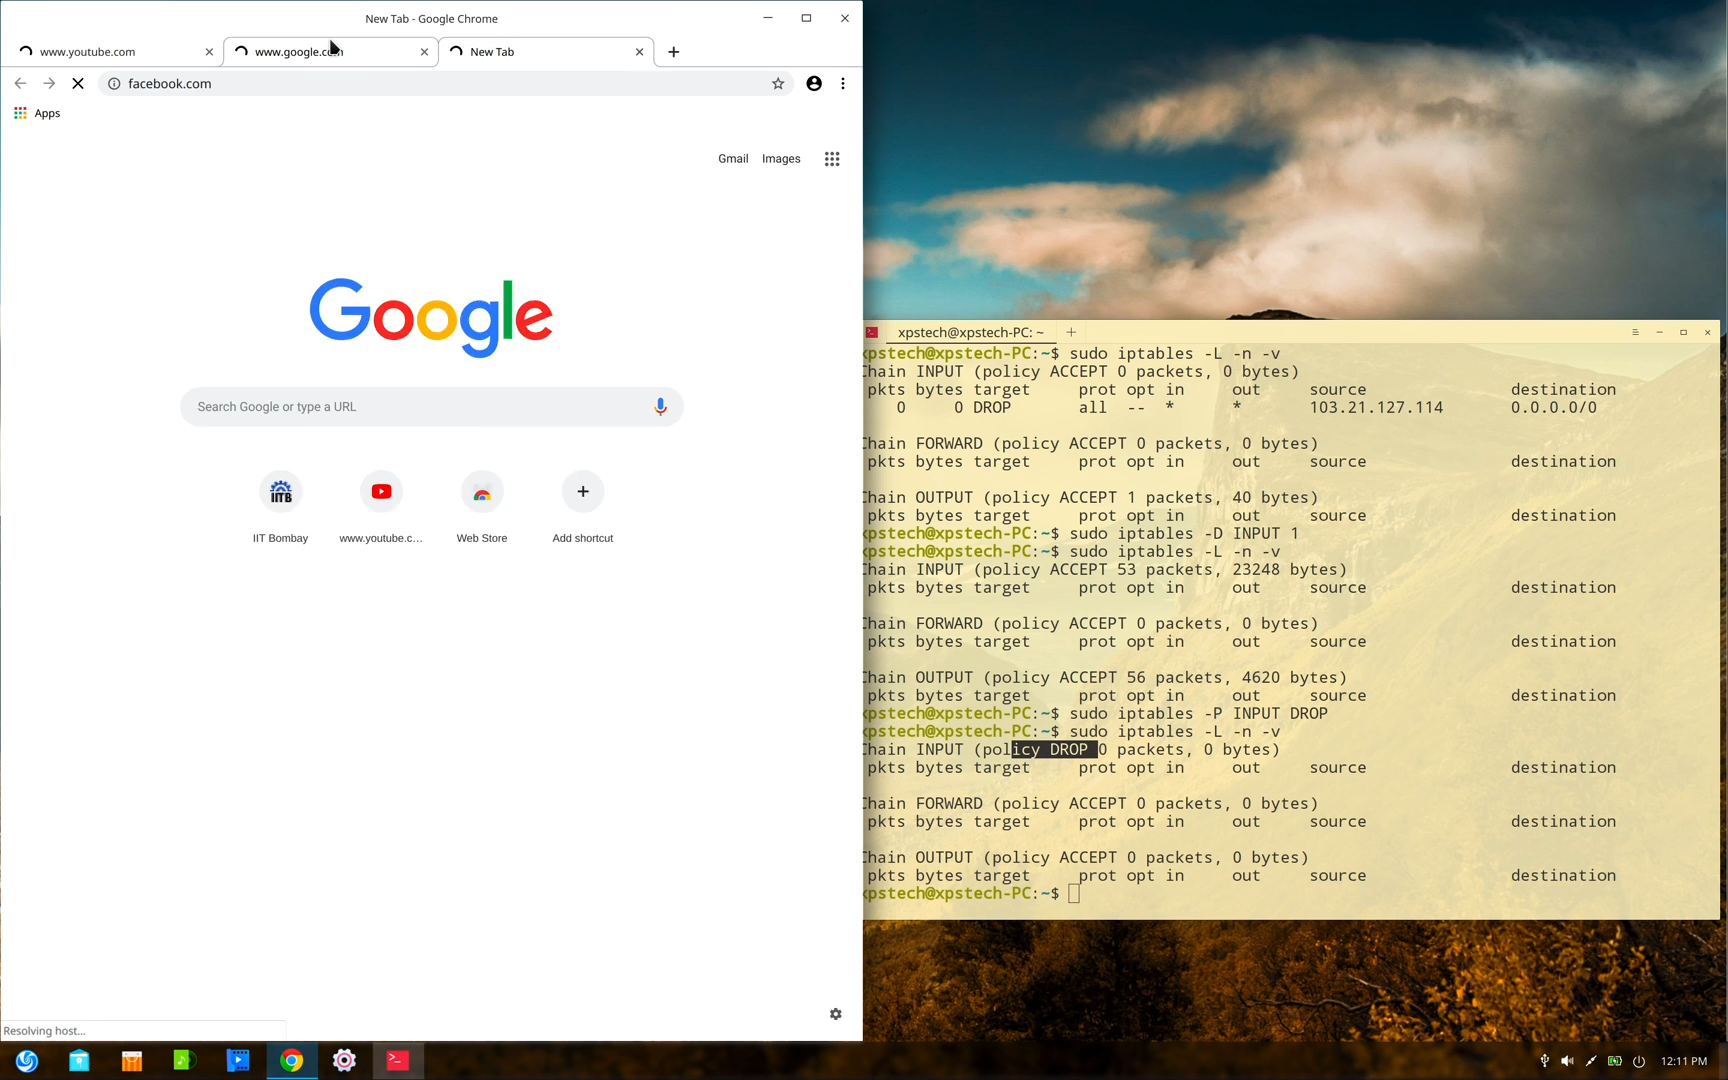 New Tab - Google Chrome
www.youtube.com
www.google.com
New Tab
facebook.com
Apps
Gmail
Images
Google
Search Google or type a URL
IITB
IIT Bombay
www.youtube.c...
Web Store
Add shortcut
Resolving host...
xpstech@xpstech-PC: ~
xpstech@xpstech-PC:~$ sudo iptables -L -n -v
Chain INPUT (policy ACCEPT 0 packets, 0 bytes)
pkts bytes target prot opt in out source destination
0 0 DROP all -- * * 103.21.127.114 0.0.0.0/0
Chain FORWARD (policy ACCEPT 0 packets, 0 bytes)
pkts bytes target prot opt in out source destination
Chain OUTPUT (policy ACCEPT 1 packets, 40 bytes)
pkts bytes target prot opt in out source destination
xpstech@xpstech-PC:~$ sudo iptables -D INPUT 1
xpstech@xpstech-PC:~$ sudo iptables -L -n -v
Chain INPUT (policy ACCEPT 53 packets, 23248 bytes)
pkts bytes target prot opt in out source destination
Chain FORWARD (policy ACCEPT 0 packets, 0 bytes)
pkts bytes target prot opt in out source destination
Chain OUTPUT (policy ACCEPT 56 packets, 4620 bytes)
pkts bytes target prot opt in out source destination
xpstech@xpstech-PC:~$ sudo iptables -P INPUT DROP
xpstech@xpstech-PC:~$ sudo iptables -L -n -v
Chain INPUT (policy DROP 0 packets, 0 bytes)
pkts bytes target prot opt in out source destination
Chain FORWARD (policy ACCEPT 0 packets, 0 bytes)
pkts bytes target prot opt in out source destination
Chain OUTPUT (policy ACCEPT 0 packets, 0 bytes)
pkts bytes target prot opt in out source destination
xpstech@xpstech-PC:~$
12:11 PM